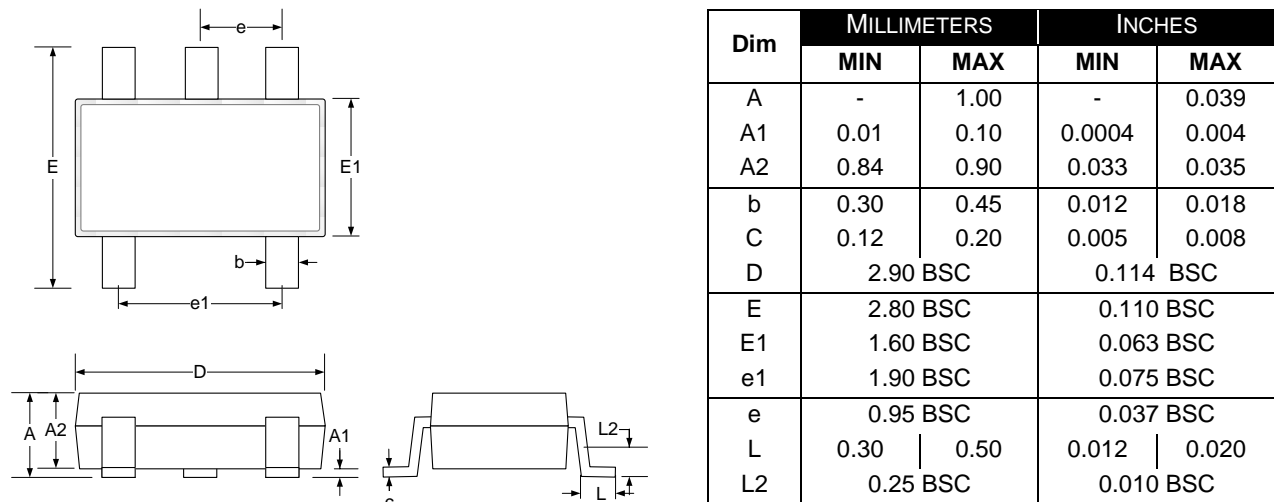 e
E
E1
b
e1
D
A
A2
A1
L2
c
L
Dim MILLIMETERS INCHES
MIN MAX MIN MAX
A - 1.00 - 0.039
A1 0.01 0.10 0.0004 0.004
A2 0.84 0.90 0.033 0.035
b 0.30 0.45 0.012 0.018
C 0.12 0.20 0.005 0.008
D 2.90 BSC 0.114 BSC
E 2.80 BSC 0.110 BSC
E1 1.60 BSC 0.063 BSC
e1 1.90 BSC 0.075 BSC
e 0.95 BSC 0.037 BSC
L 0.30 0.50 0.012 0.020
L2 0.25 BSC 0.010 BSC